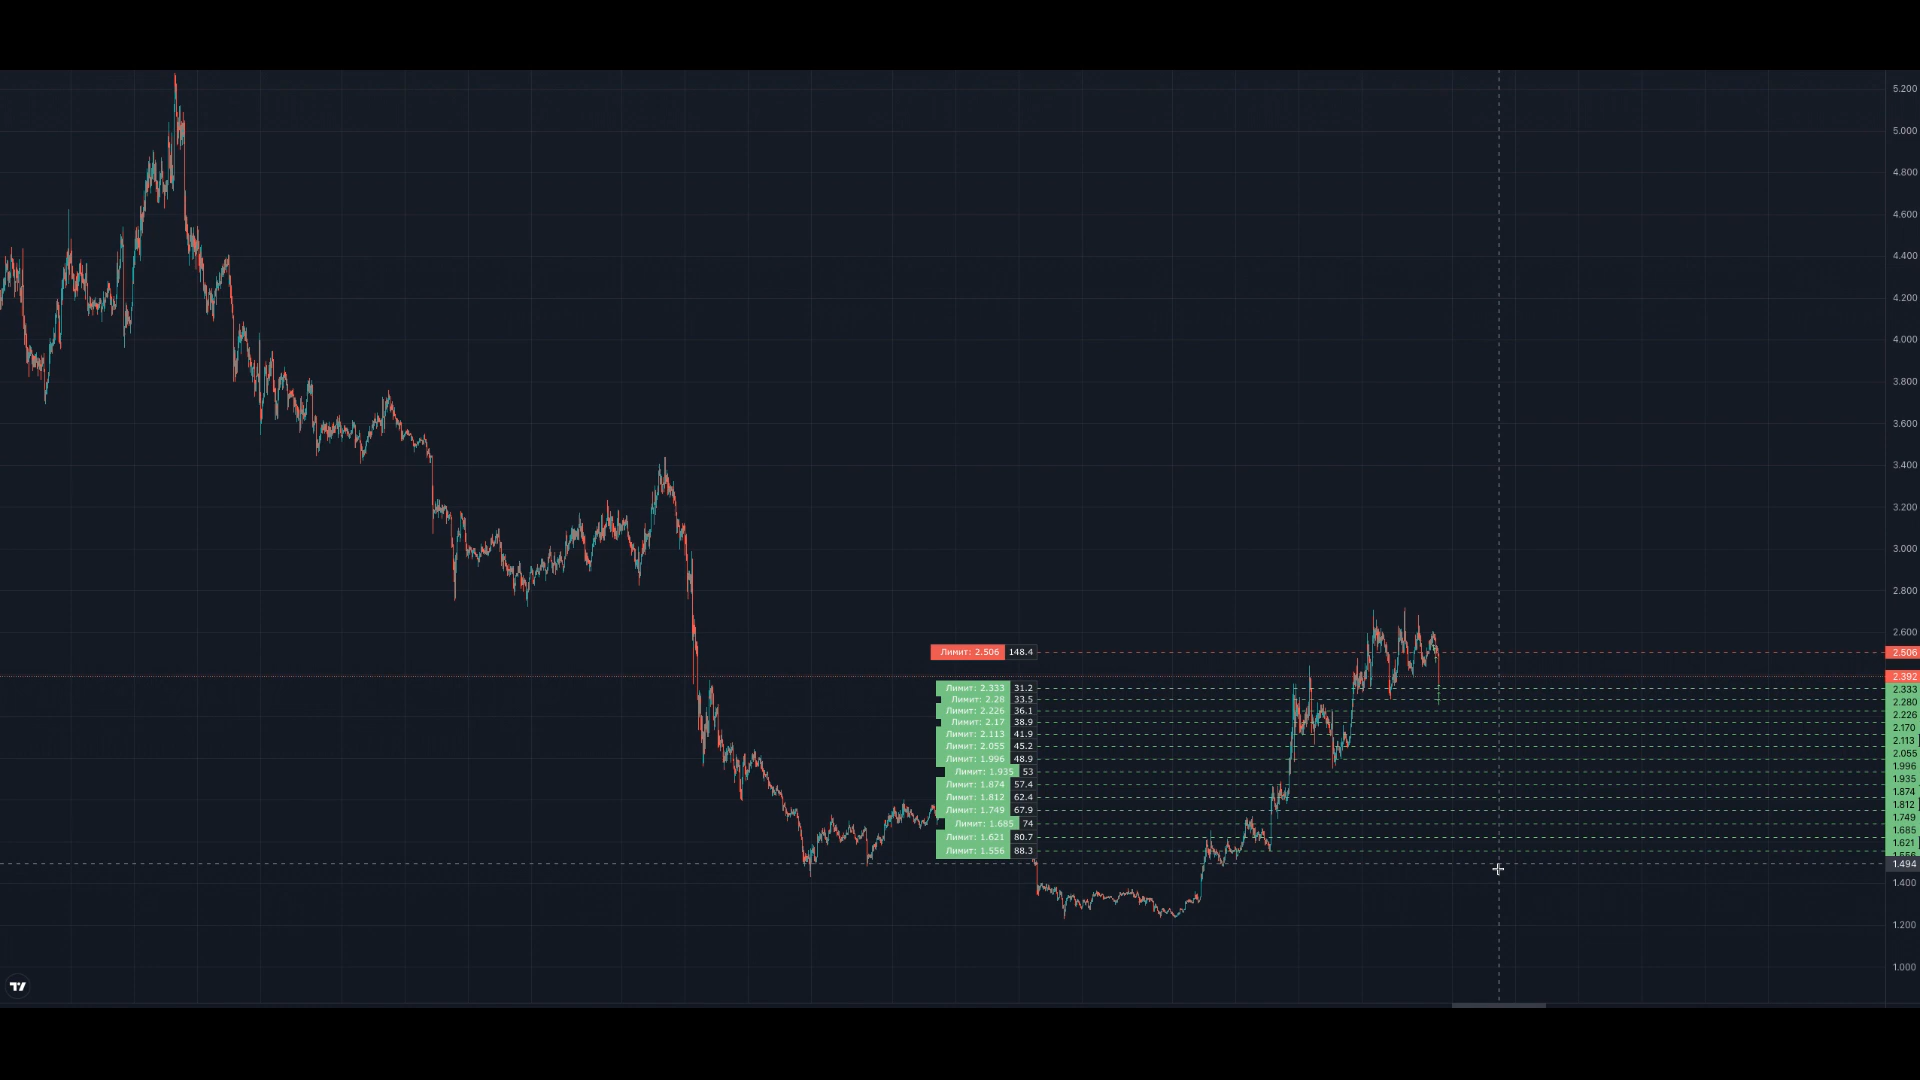 5.200
5.000
4.800
4.600
4.400
4.200
4.000
3.800
3.600
3.400
3.200
3.000
2.800
2.600
Лимит: 2.506 148.4 2.506
2.392
Лимит: 2.333 31.2 2.333
Лимит: 2.28 33.5 2.280
Лимит: 2.226 36.1 2.226
Лимит: 2.17 38.9 2.170
Лимит: 2.113 41.9 2.113
Лимит: 2.055 45.2 2.055
Лимит: 1.996 48.9 1.996
Лимит: 1.935 53 1.935
Лимит: 1.874 57.4 1.874
Лимит: 1.812 62.4 1.812
Лимит: 1.749 67.9 1.749
Лимит: 1.685 74 1.685
Лимит: 1.621 80.7 1.621
Лимит: 1.556 88.3
1.494
1.400
1.200
1.000